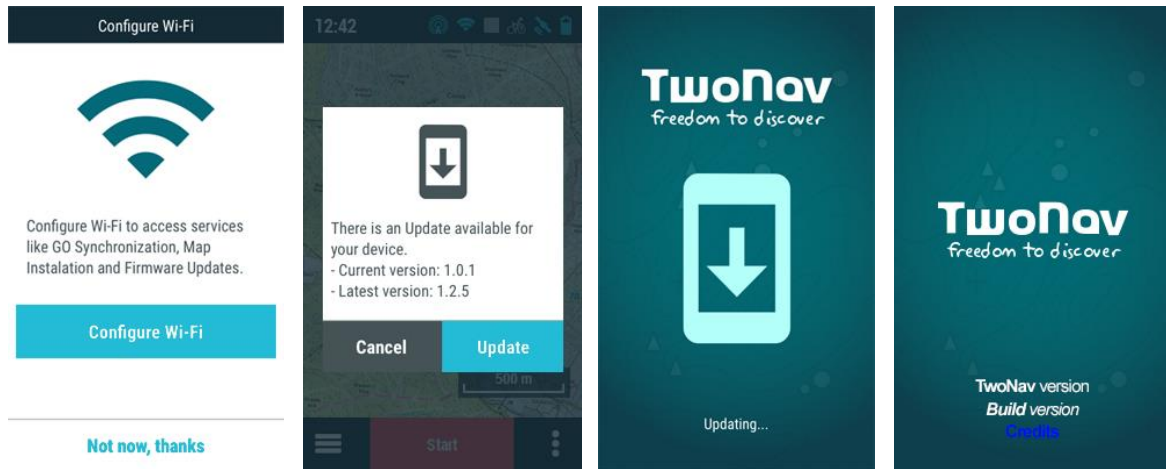 Configure Wi-Fi
Configure Wi-Fi to access services
like GO Synchronization, Map
Instalation and Firmware Updates.
Configure Wi-Fi
Not now, thanks
12:42
There is an Update available for
your device.
- Current version: 1.0.1
- Latest version: 1.2.5
Cancel
Update
500 m
Start
TwoNav
freedom to discover
Updating...
TwoNav
freedom to discover
TwoNav version
Build version
Credits